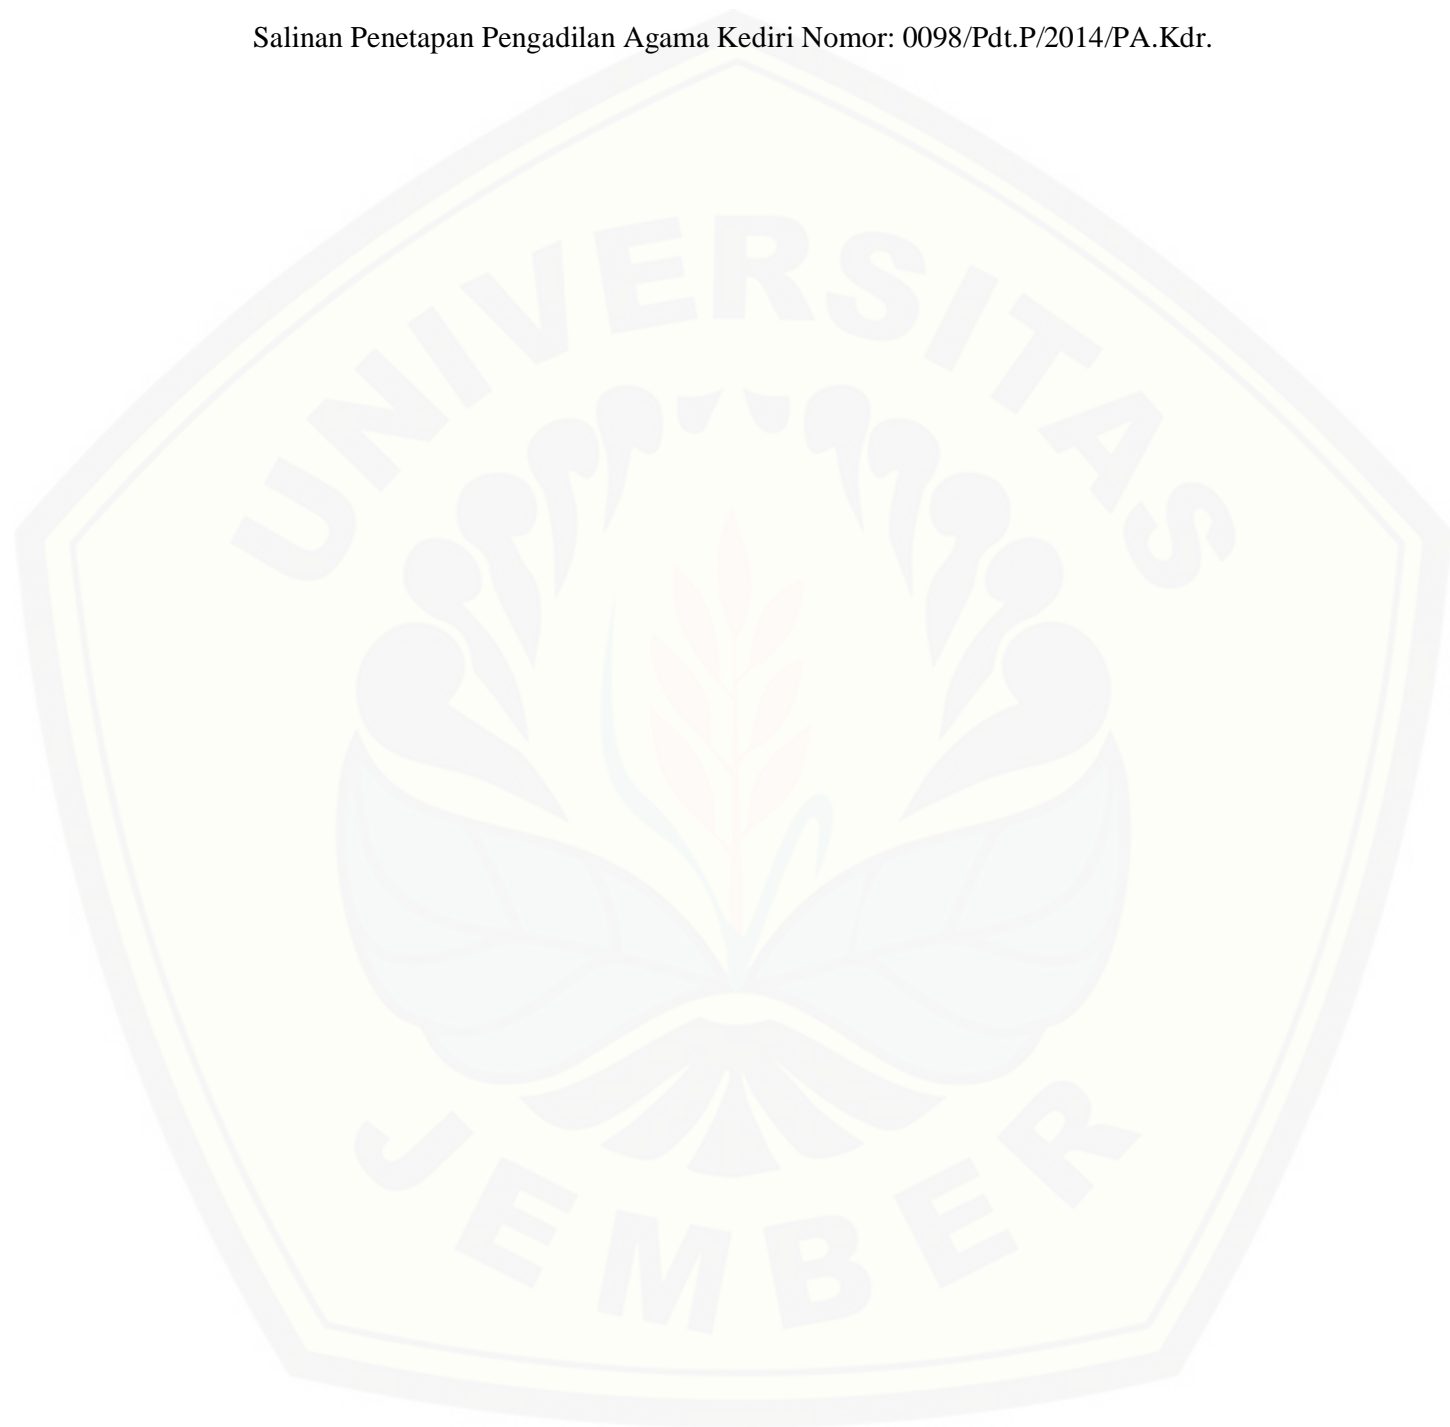 Salinan Penetapan Pengadilan Agama Kediri Nomor: 0098/Pdt.P/2014/PA.Kdr.
UNIVERSITAS
JEMBER